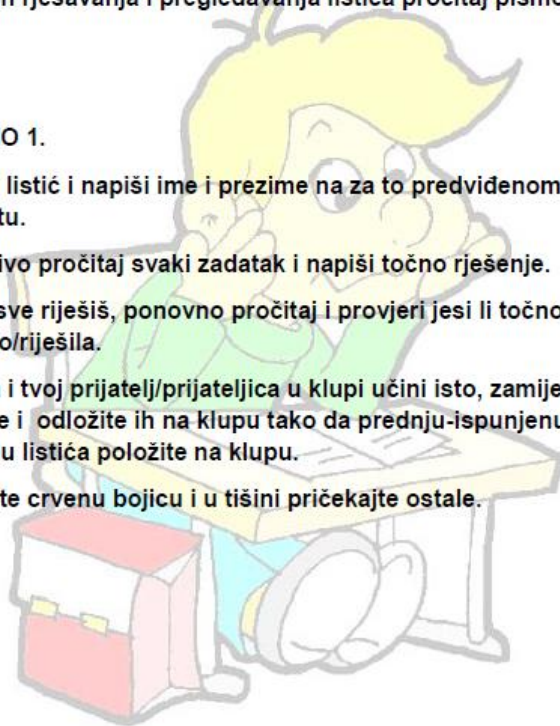 rješavanja i pregledavanja listića pročitaj
O 1.
listić i napiši ime i prezime na za to predviđenom
tu.
ivo pročitaj svaki zadatak i napiši točno rješenje.
sve riješiš, ponovno pročitaj i provjeri jesi li točno
o/riješila.
i tvoj prijatelj/prijateljica u klupi učini isto, zamije
e i odložite ih na klupu tako da prednju-ispunjenu
u listića položite na klupu.
te crvenu bojicu i u tišini pričekajte ostale.